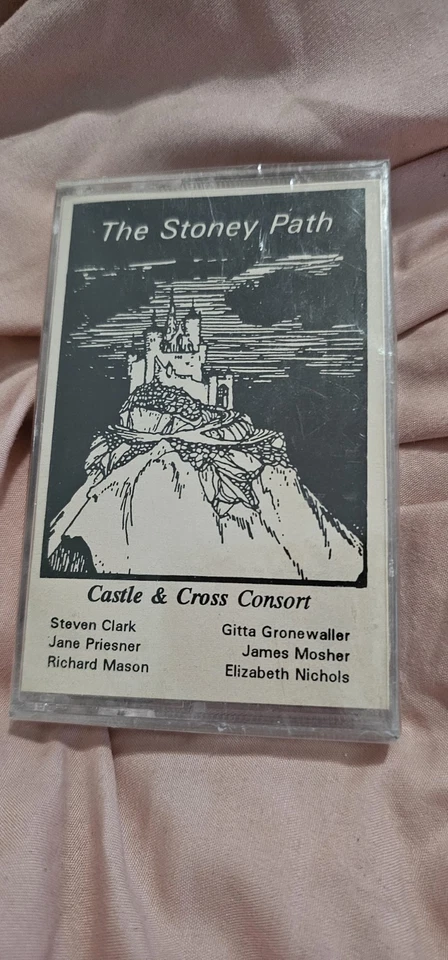 The Stoney Path
Castle & Cross Consort
Steven Clark
Jane Priesner
Richard Mason
Gitta Gronewaller
James Mosher
Elizabeth Nichols